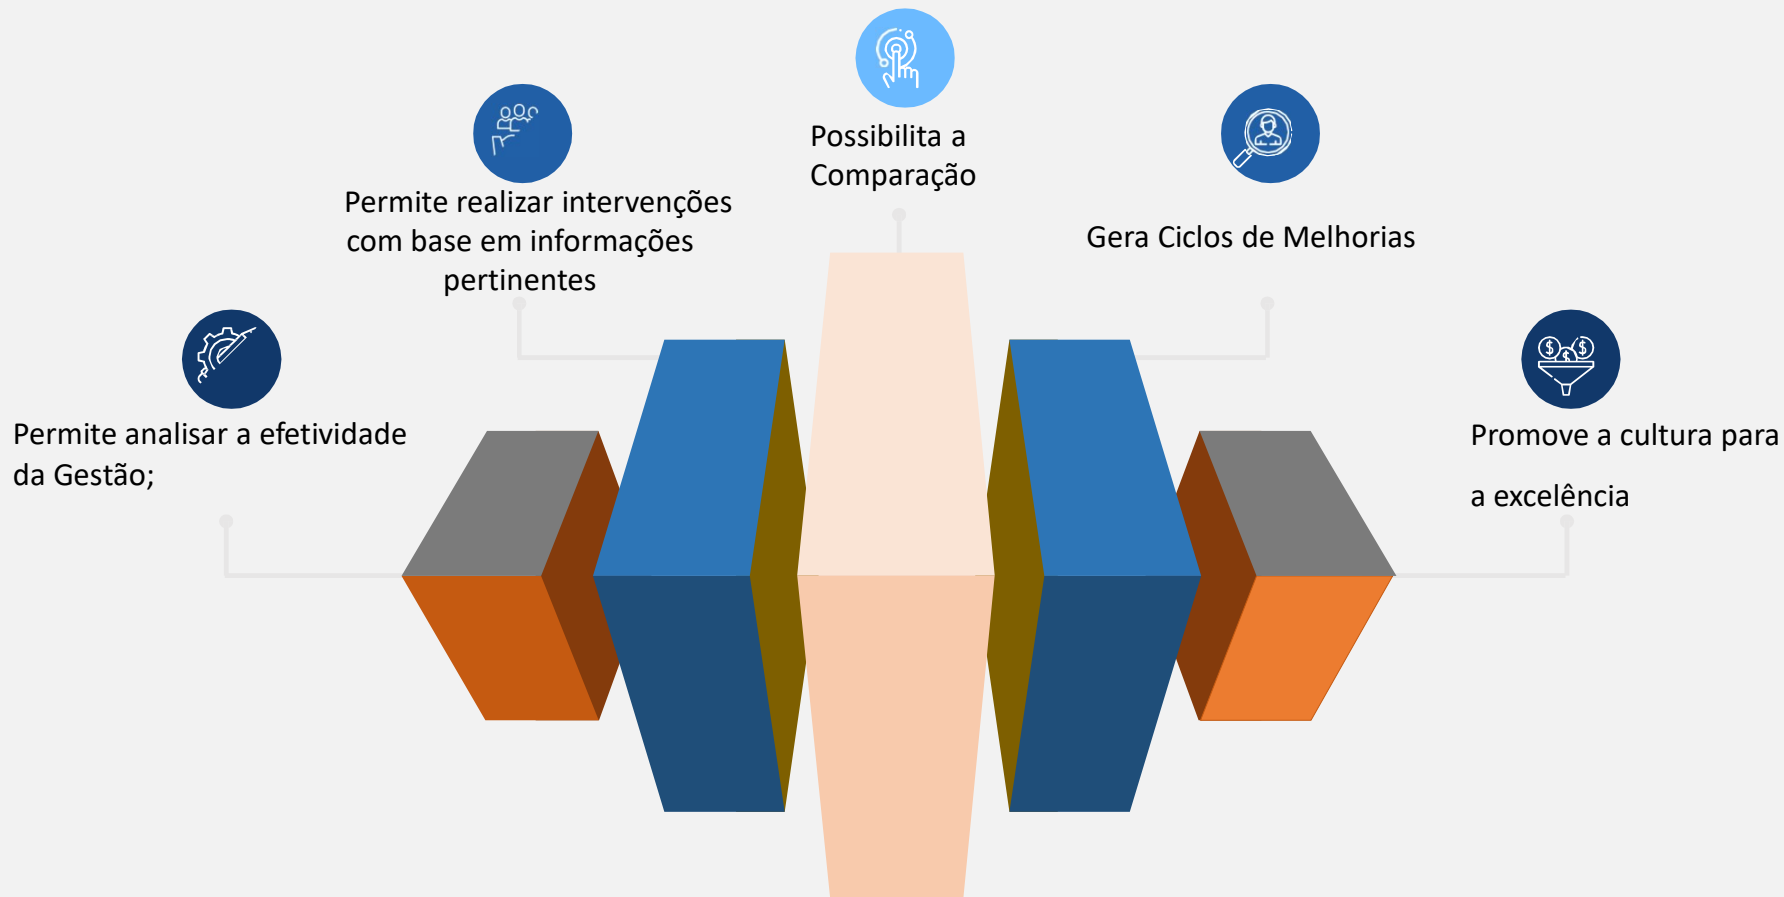 Possibilita a
Comparação
Permite realizar intervenções
com base em informações
pertinentes
Gera Ciclos de Melhorias
Permite analisar a efetividade
da Gestão;
Promove a cultura para
a excelência